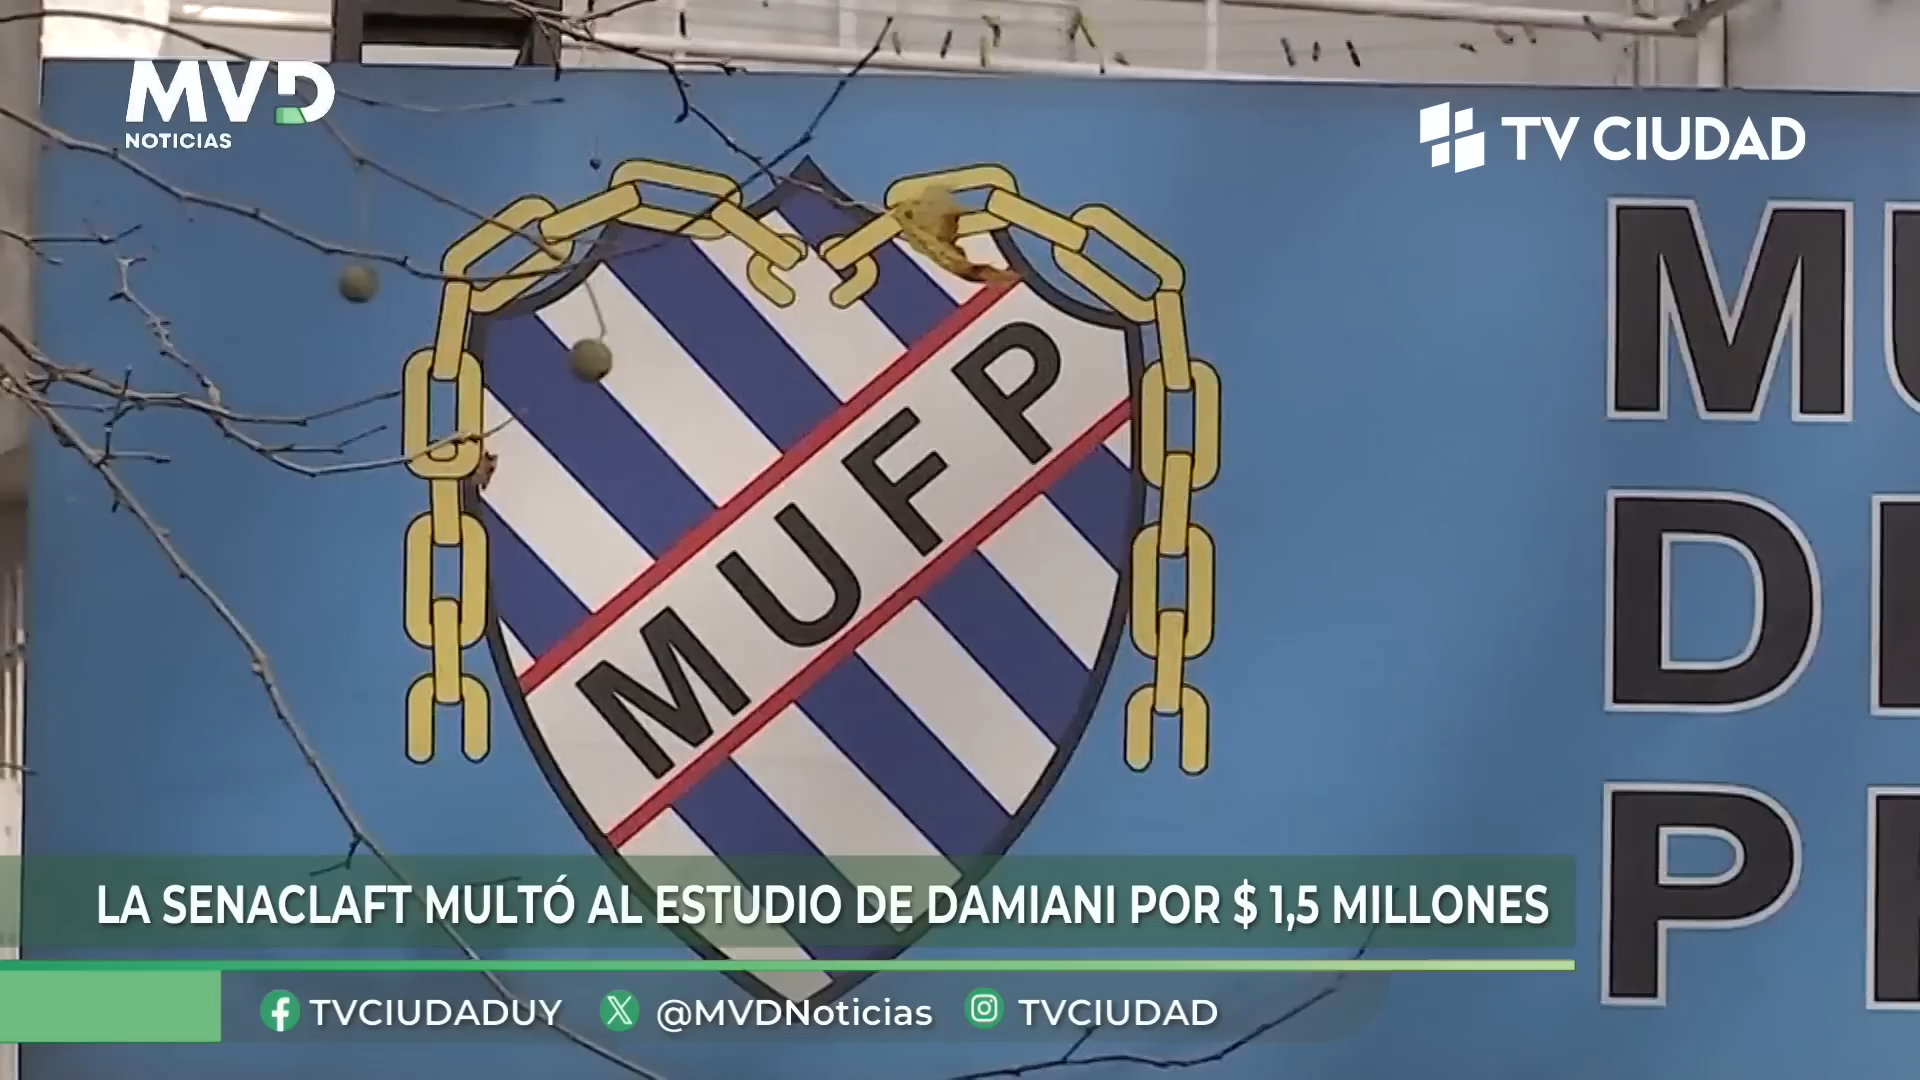 MVD
NOTICIAS
TV CIUDAD
MUFP
LA SENACLAFT MULTÓ AL ESTUDIO DE DAMIANI POR $ 1,5 MILLONES
TVCIUDADUY @MVDNoticias TVCIUDAD